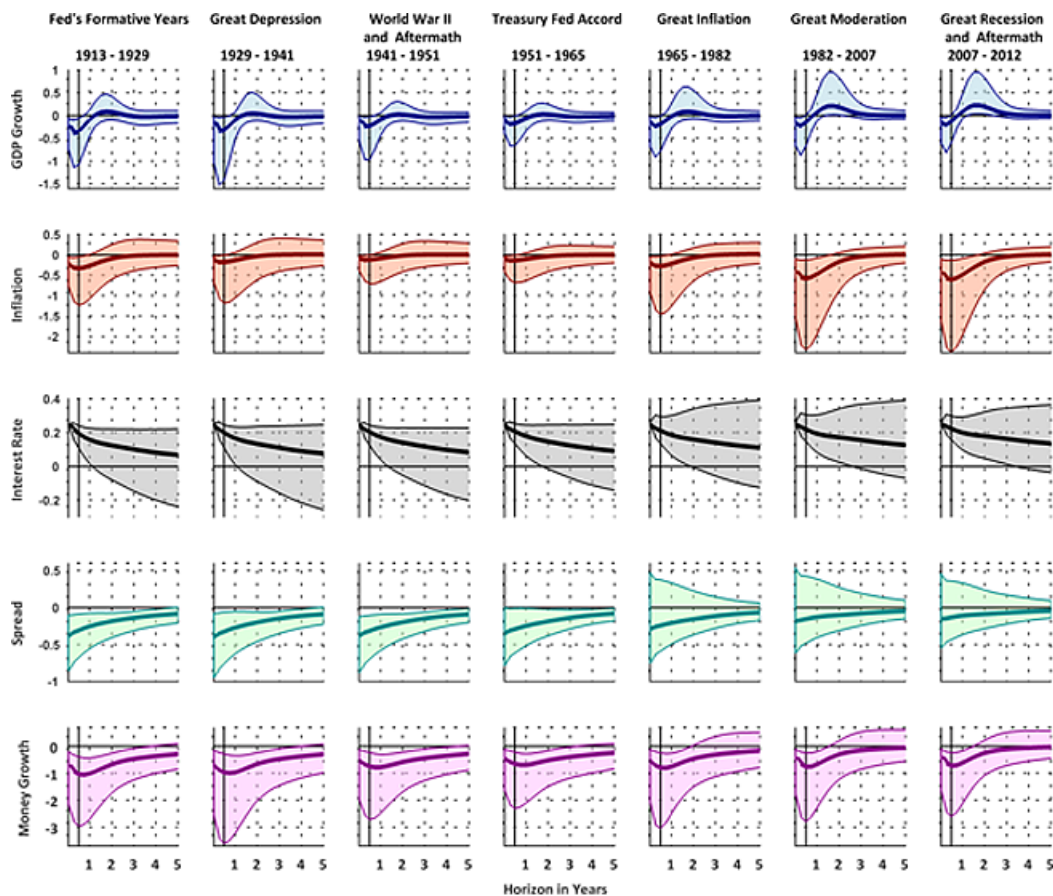 Fed's Formative Years
1913 - 1929
Great Depression
1929 - 1941
World War II
and Aftermath
1941 - 1951
Treasury Fed Accord
1951 - 1965
Great Inflation
1965 - 1982
Great Moderation
1982 - 2007
Great Recession
and Aftermath
2007 - 2012
GDP Growth
1
0.5
0
-0.5
-1
-1.5
Inflation
0.5
0
-0.5
-1
-1.5
-2
Interest Rate
0.4
0.2
0
-0.2
Spread
0.5
0
-0.5
-1
Money Growth
0
-1
-2
-3
1 2 3 4 5
1 2 3 4 5
1 2 3 4 5
1 2 3 4 5
1 2 3 4 5
1 2 3 4 5
1 2 3 4 5
Horizon in Years